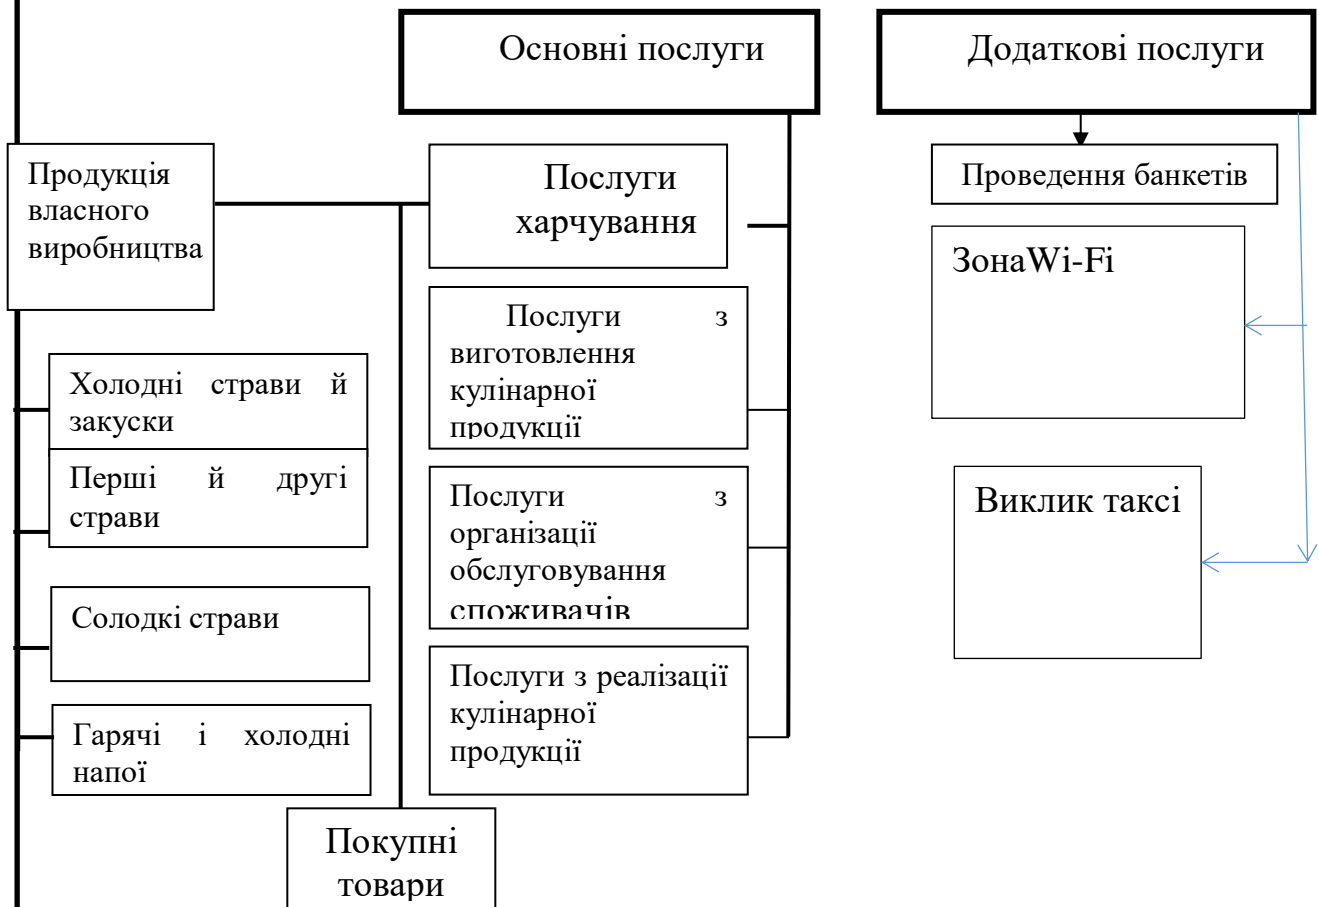 Основні послуги
Додаткові послуги
Продукція
власного
виробництва
Послуги
харчування
Проведення банкетів
ЗонаWi-Fi
Послуги з
виготовлення
кулінарної
продукції
Холодні страви й
закуски
Перші й другі
страви
Послуги з
організації
обслуговування
споживачів
Виклик таксі
Солодкі страви
Послуги з реалізації
кулінарної
продукції
Гарячі і холодні
напої
Покупні
товари